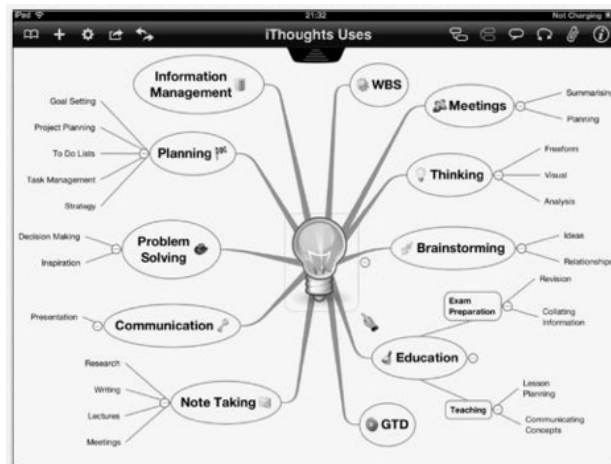 iPad
21:32
Not Charging
iThoughts Uses
Information
Management
WBS
Meetings
Summarising
Planning
Goal Setting
Project Planning
To Do Lists
Task Management
Strategy
Planning
Thinking
Freeform
Visual
Analysis
Decision Making
Inspiration
Problem
Solving
Brainstorming
Ideas
Relationships
Presentation
Communication
Exam
Preparation
Revision
Collating
Information
Education
Research
Writing
Lectures
Meetings
Note Taking
GTD
Teaching
Lesson
Planning
Communicating
Concepts